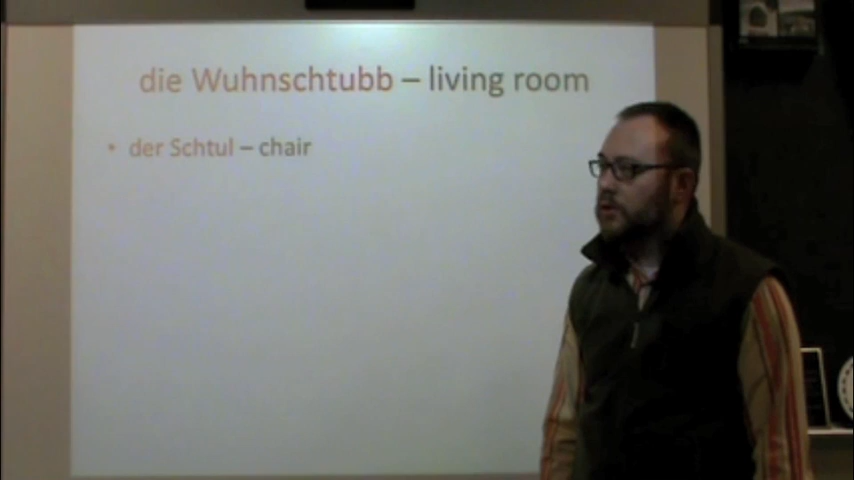 die Wuhnschtubb – living room
• der Schtul – chair